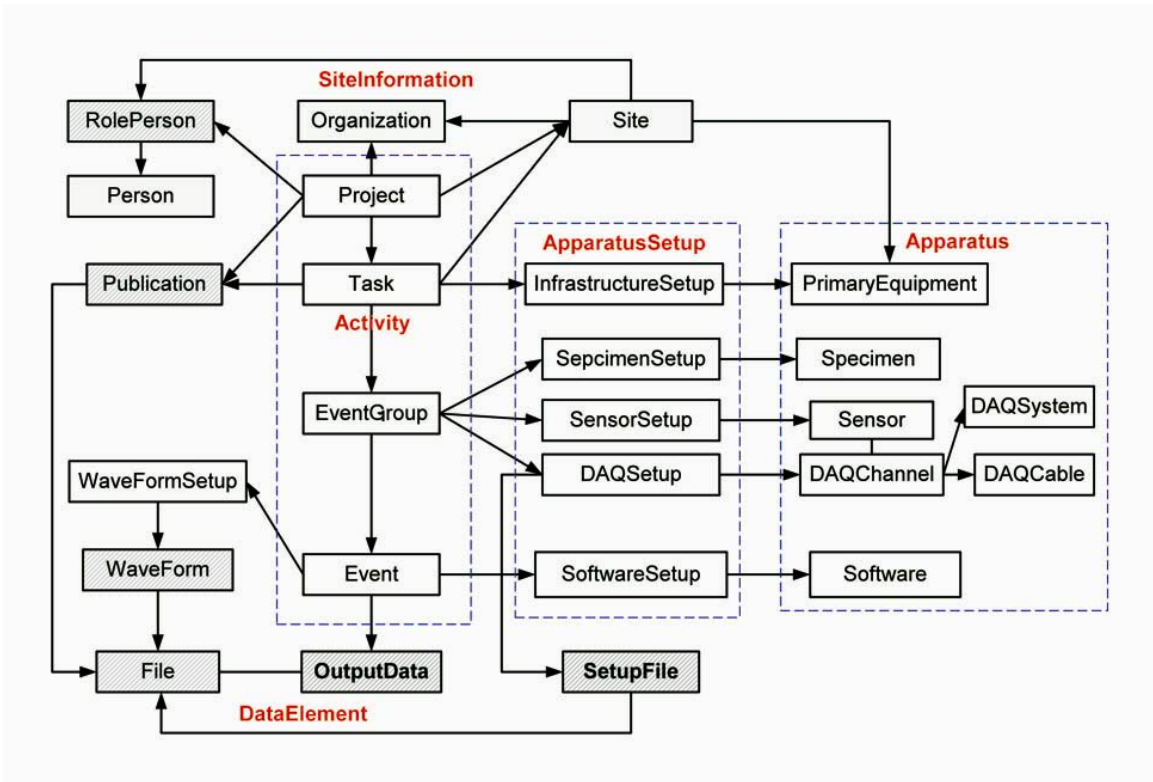 SiteInformation
RolePerson
Organization
Site
Person
Project
ApparatusSetup
Apparatus
Publication
Task
InfrastructureSetup
PrimaryEquipment
Activity
SepcimenSetup
Specimen
EventGroup
SensorSetup
Sensor
DAQSystem
WaveFormSetup
DAQSetup
DAQChannel
DAQCable
WaveForm
Event
SoftwareSetup
Software
File
OutputData
SetupFile
DataElement